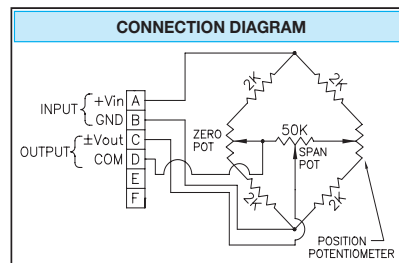 CONNECTION DIAGRAM
INPUT
+Vin A
GND B
OUTPUT
±Vout C
COM D
E
F
2K
2K
ZERO
POT
50K
SPAN
POT
2K
2K
POSITION
POTENTIOMETER